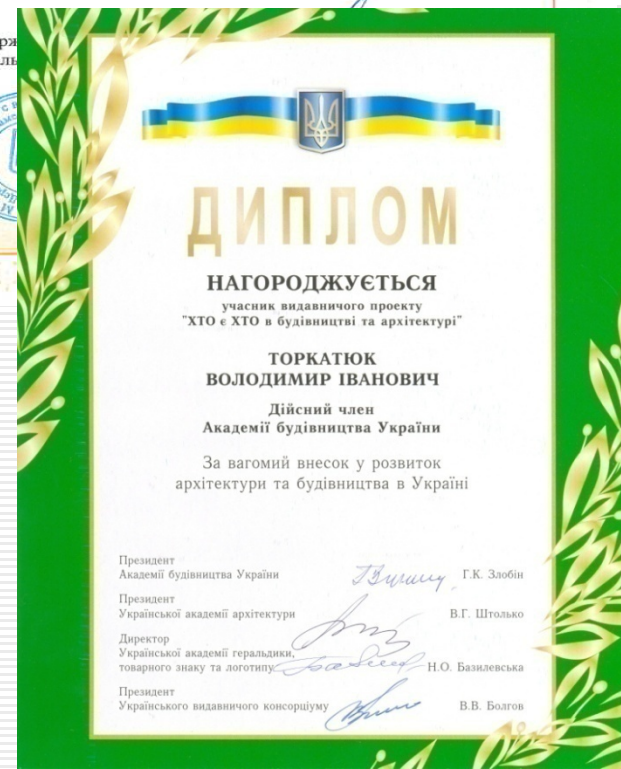 ДИПЛОМ
НАГОРОДЖУЄТЬСЯ
учасник видавничого проекту
"ХТО є ХТО в будівництві та архітектурі"
ТОРКАТЮК
ВОЛОДИМИР ІВАНОВИЧ
Дійсний член
Академії будівництва України
За вагомий внесок у розвиток
архітектури та будівництва в Україні
Президент
Академії будівництва України Г.К. Злобін
Президент
Української академії архітектури В.Г. Штолько
Директор
Української академії геральдики,
товарного знаку та логотипу Н.О. Базилевська
Президент
Українського видавничого консорціуму В.В. Болгов